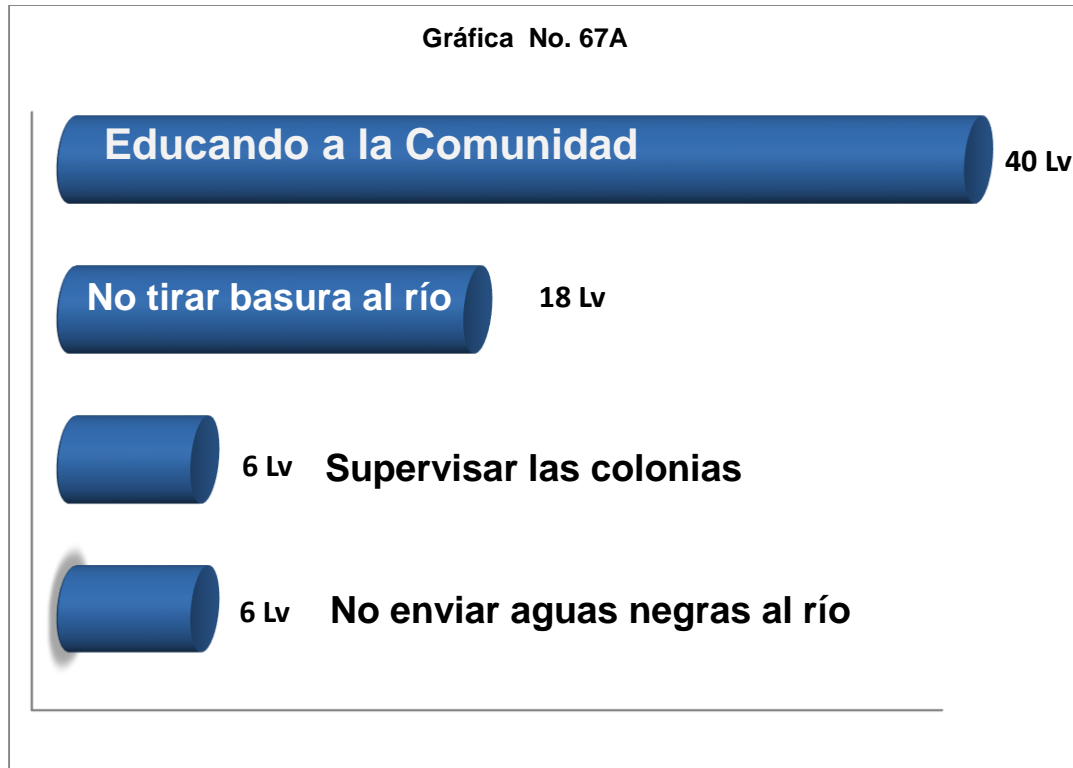 Gráfica  No. 67A
Educando a la Comunidad
40 Lv
No tirar basura al río
18 Lv
6 Lv
Supervisar las colonias
6 Lv
No enviar aguas negras al río